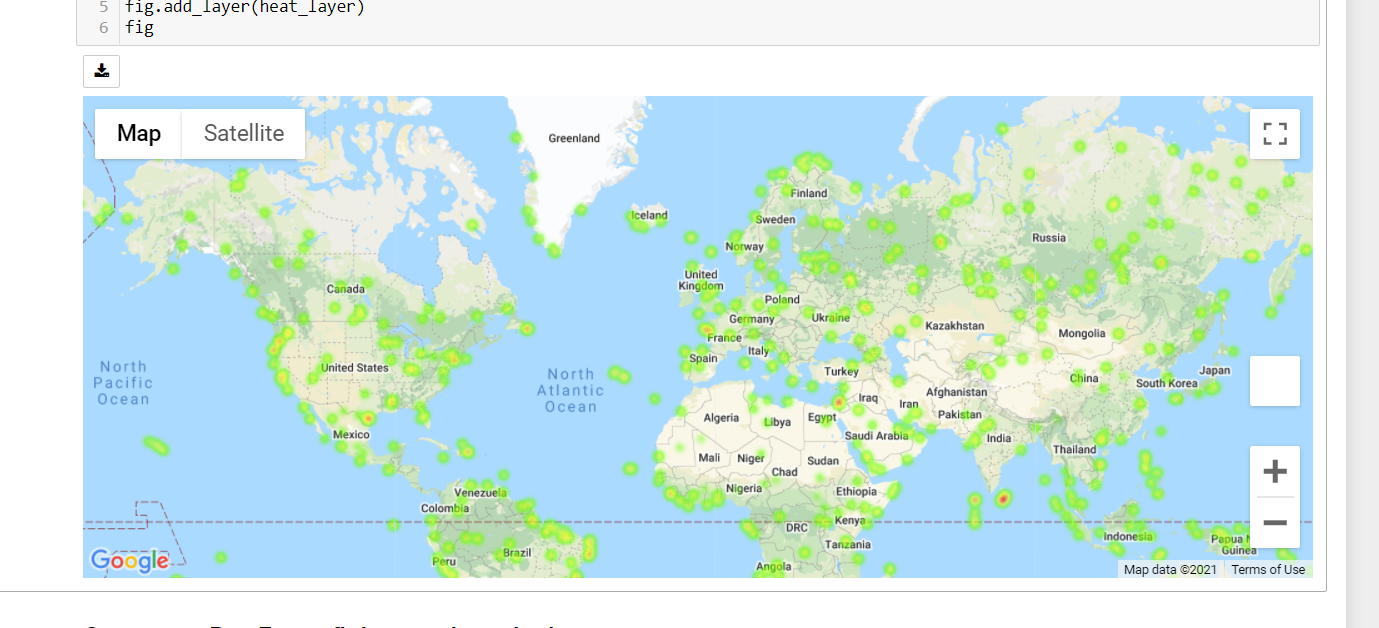 5 fig.add_layer(heat_layer)
6 fig
Map Satellite
Greenland
Finland
Iceland
Sweden
Norway
Russia
United
Kingdom
Canada
Poland
Germany
Ukraine
Kazakhstan
Mongolia
France
Italy
Spain
United States
Turkey
North
Pacific
Ocean
North
Atlantic
Ocean
China
Japan
South Korea
Afghanistan
Iraq
Iran
Pakistan
Algeria
Libya
Egypt
Mexico
Saudi Arabia
India
Thailand
Mali
Niger
Sudan
Chad
Nigeria
Ethiopia
Venezuela
Colombia
DRC
Kenya
Tanzania
Indonesia
Papua N
Guinea
Brazil
Peru
Angola
Google
Map data ©2021 Terms of Use